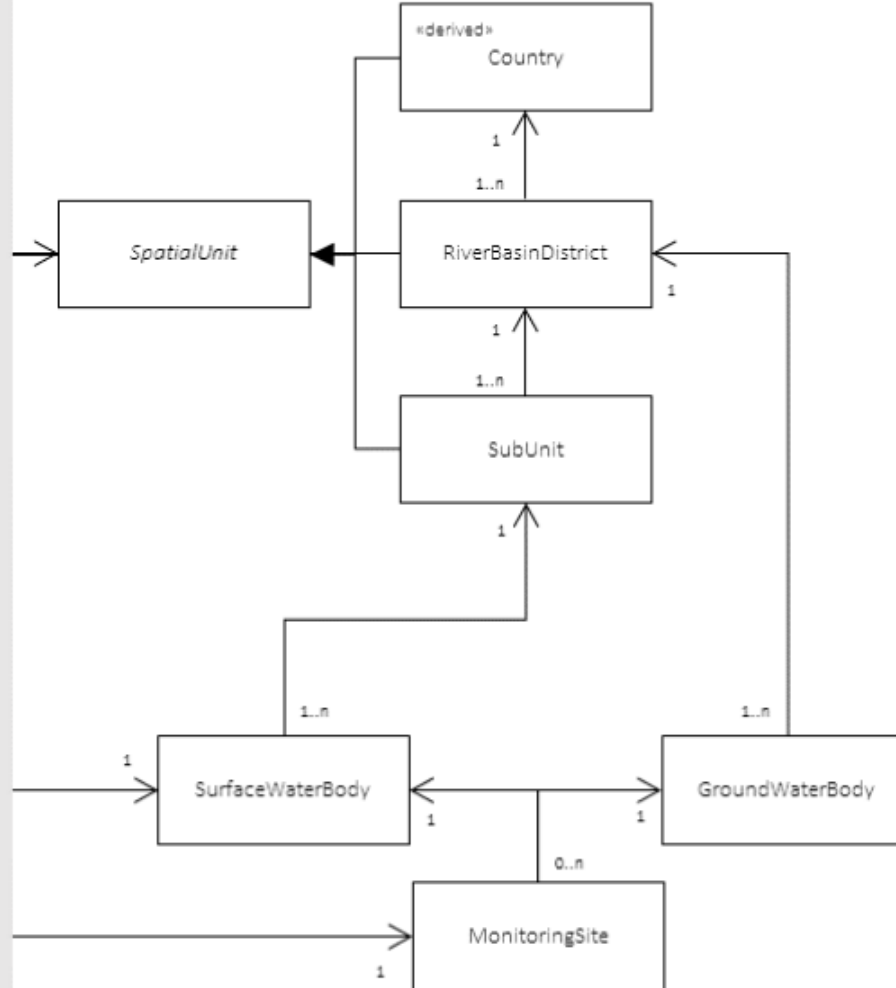 «derived»
Country
1
1..n
SpatialUnit
RiverBasinDistrict
1
1
1..n
SubUnit
1
1..n
1..n
1
SurfaceWaterBody
GroundWaterBody
1
1
0..n
MonitoringSite
1